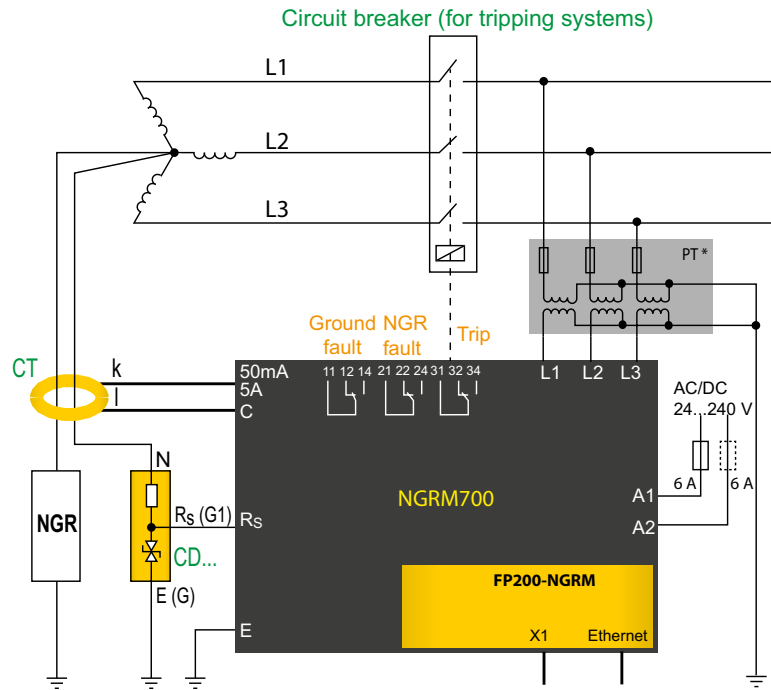 Circuit breaker (for tripping systems)
L1
L2
L3
PT *
Ground fault
NGR fault
Trip
CT
k
l
50mA
5A
C
11 12 14 21 22 24 31 32 34
L1 L2 L3
AC/DC
24...240 V
6 A
6 A
N
NGR
RS (G1)
RS
CD...
E (G)
E
NGRM700
A1
A2
FP200-NGRM
X1
Ethernet